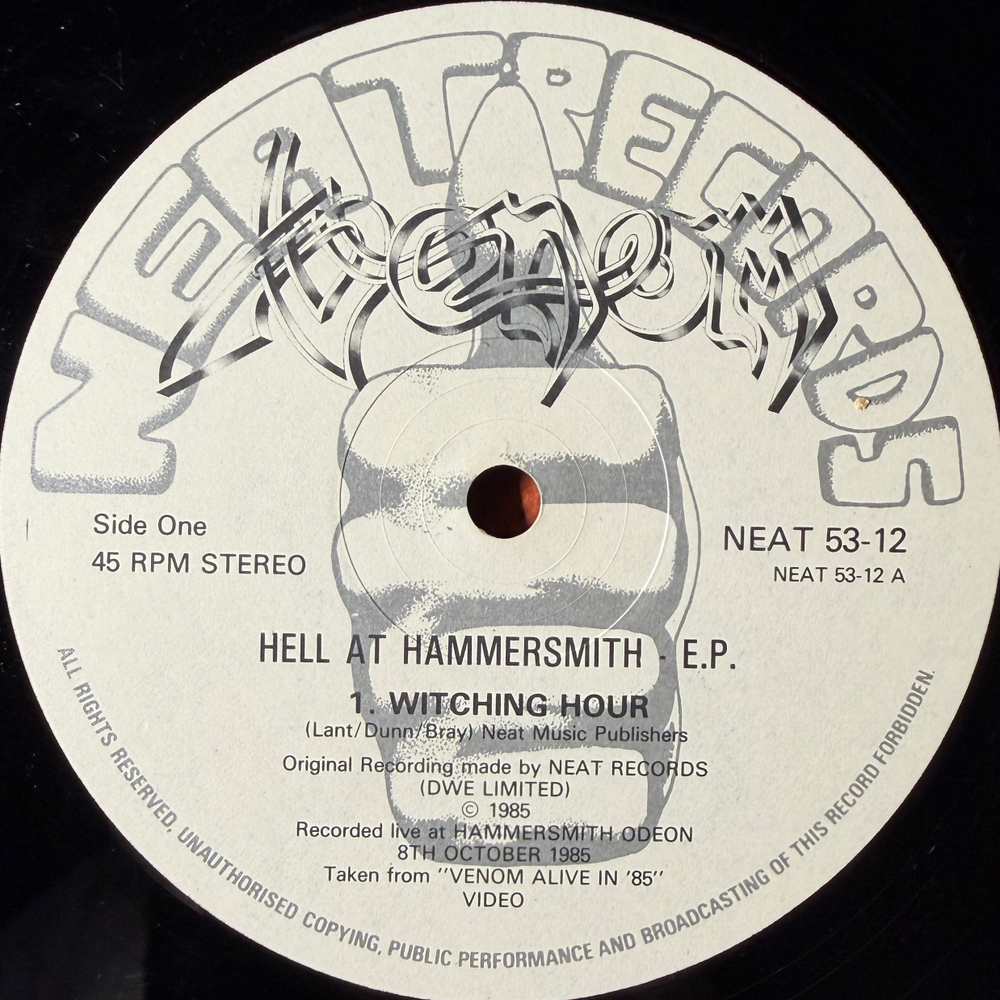 NEAT RECORDS
Venom
Side One
45 RPM STEREO
NEAT 53-12
NEAT 53-12 A
HELL AT HAMMERSMITH - E.P.
1. WITCHING HOUR
(Lant/Dunn/Bray) Neat Music Publishers
Original Recording made by NEAT RECORDS
(DWE LIMITED)
© 1985
Recorded live at HAMMERSMITH ODEON
8TH OCTOBER 1985
Taken from ''VENOM ALIVE IN '85''
VIDEO
ALL RIGHTS RESERVED, UNAUTHORISED COPYING, PUBLIC PERFORMANCE AND BROADCASTING OF THIS RECORD FORBIDDEN.